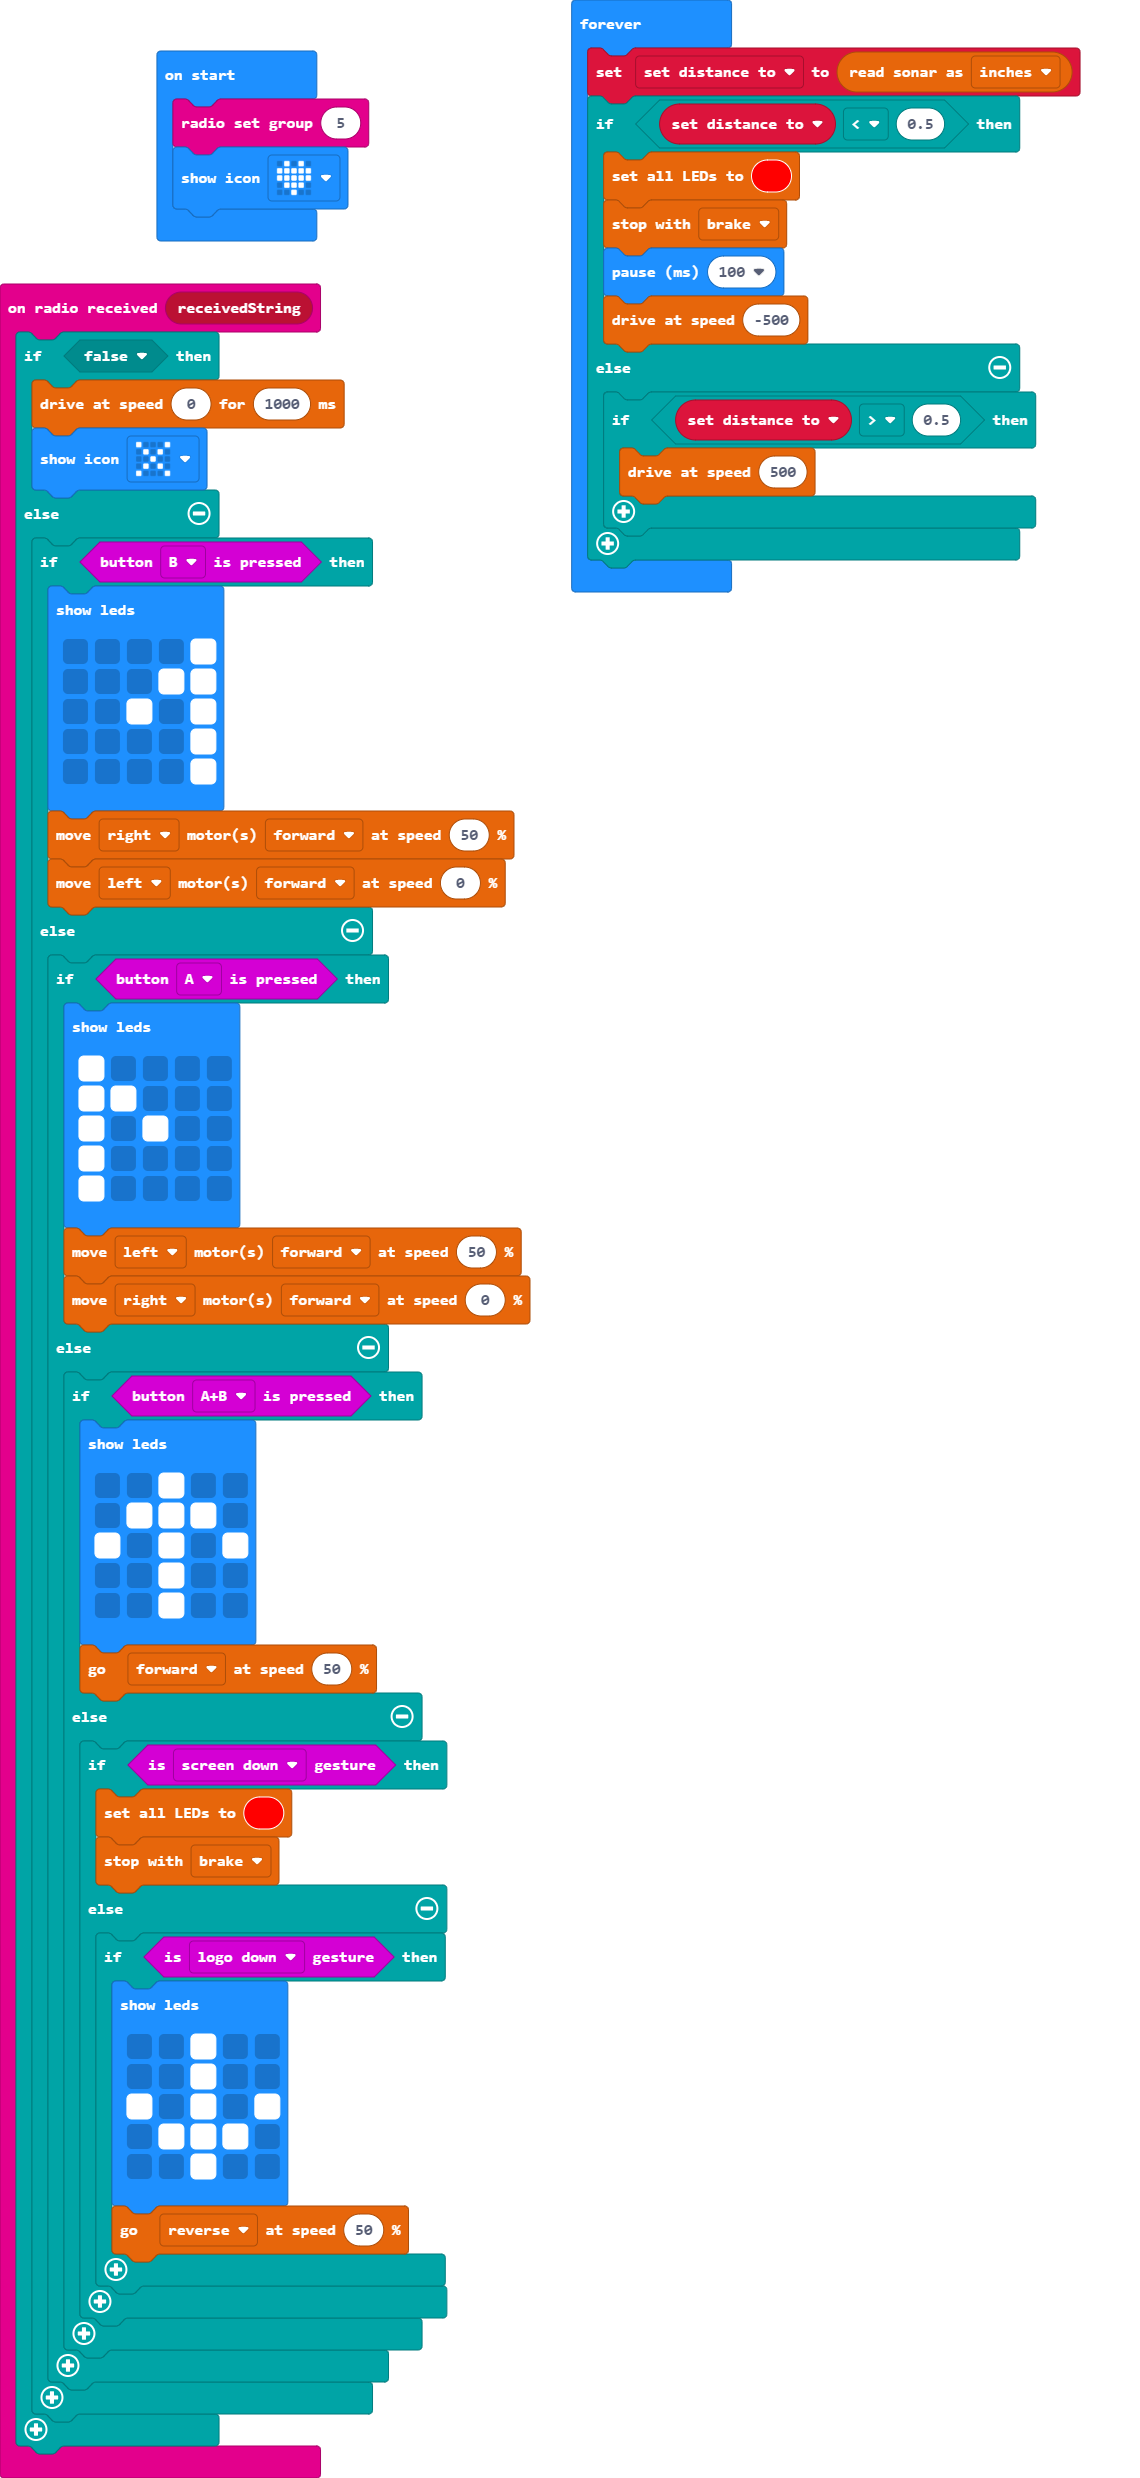 on start
radio set group 5
show icon
on radio received receivedString
if false then
drive at speed 0 for 1000 ms
show icon
else
if button B is pressed then
show leds
move right motor(s) forward at speed 50 %
move left motor(s) forward at speed 0 %
else
if button A is pressed then
show leds
move left motor(s) forward at speed 50 %
move right motor(s) forward at speed 0 %
else
if button A+B is pressed then
show leds
go forward at speed 50 %
else
if is screen down gesture then
set all LEDs to
stop with brake
else
if is logo down gesture then
show leds
go reverse at speed 50 %
forever
set set distance to to read sonar as inches
if set distance to < 0.5 then
set all LEDs to
stop with brake
pause (ms) 100
drive at speed -500
else
if set distance to > 0.5 then
drive at speed 500